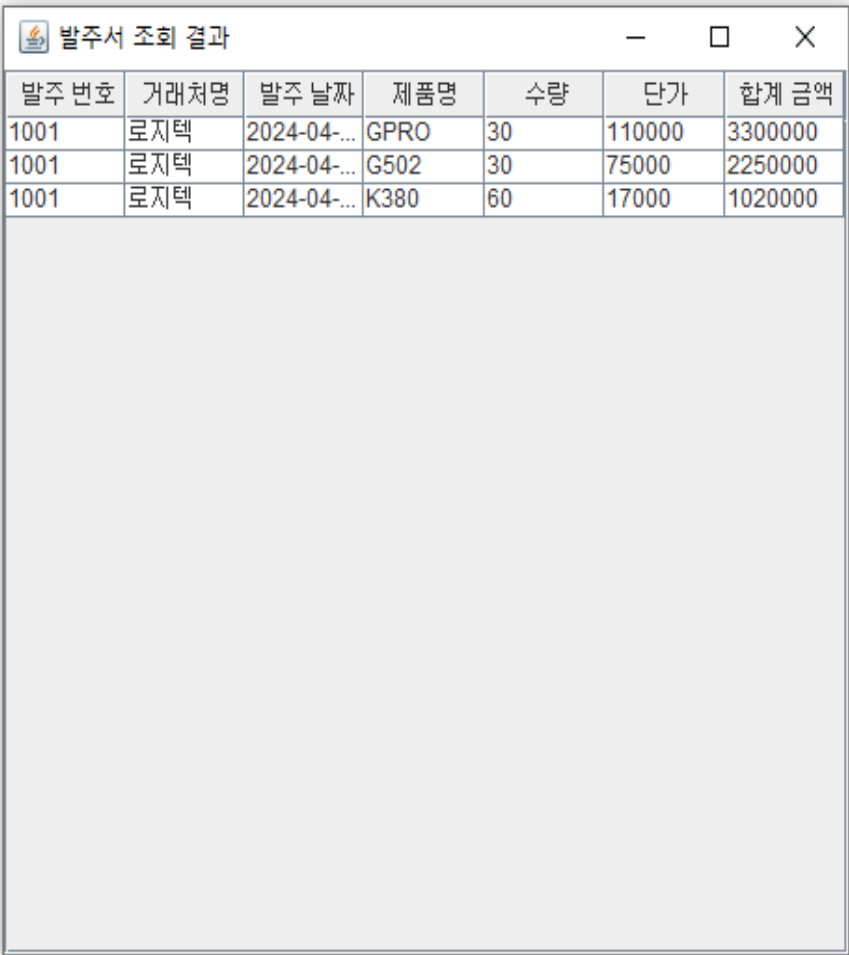 발주서 조회 결과
발주 번호 거래처명 발주 날짜 제품명 수량 단가 합계 금액
1001 로지텍 2024-04-... GPRO 30 110000 3300000
1001 로지텍 2024-04-... G502 30 75000 2250000
1001 로지텍 2024-04-... K380 60 17000 1020000